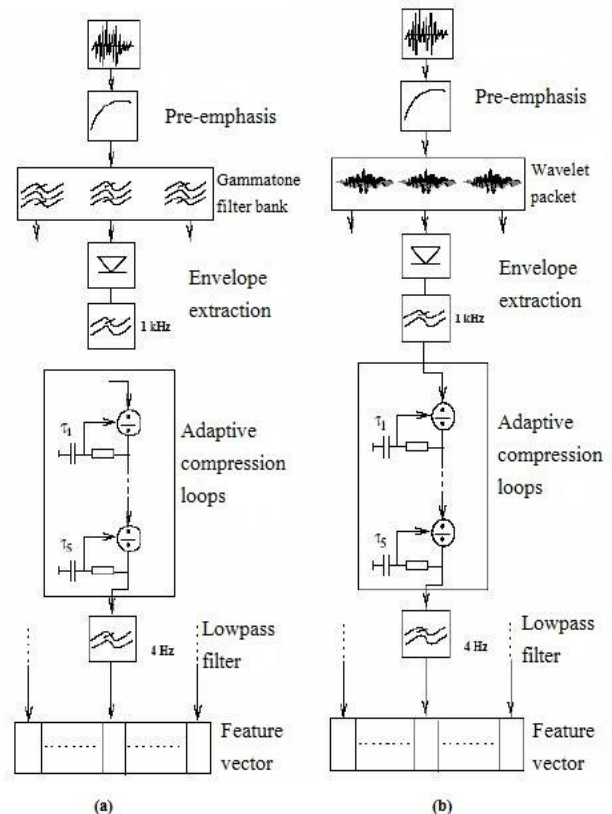 Pre-emphasis
Gammatone
filter bank
Envelope
extraction
1 kHz
τ1
Adaptive
compression
loops
τ5
Lowpass
filter
4 Hz
Feature
vector
(a)
Pre-emphasis
Wavelet
packet
Envelope
extraction
1 kHz
τ1
Adaptive
compression
loops
τ5
Lowpass
filter
4 Hz
Feature
vector
(b)